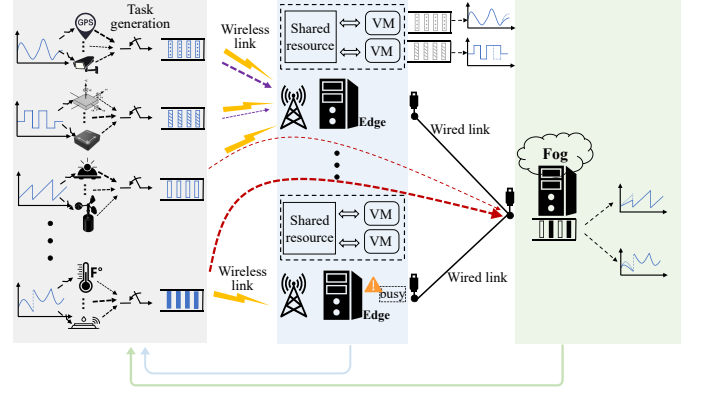 Task
generation
GPS
Wireless
link
Shared
resource
VM
VM
Edge
Wired link
Fog
Shared
resource
VM
VM
Wireless
link
F°
busy
Edge
Wired link